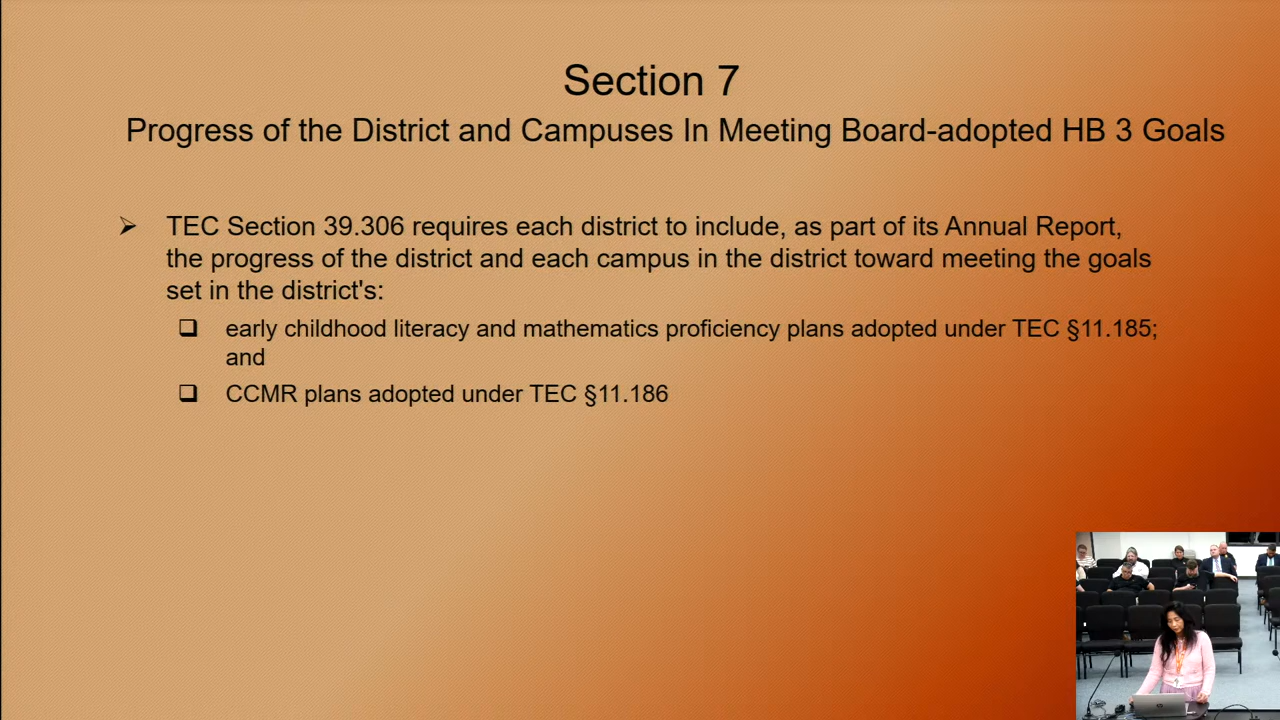 Section 7
Progress of the District and Campuses In Meeting Board-adopted HB 3 Goals
➢ TEC Section 39.306 requires each district to include, as part of its Annual Report,
the progress of the district and each campus in the district toward meeting the goals
set in the district's:
❑ early childhood literacy and mathematics proficiency plans adopted under TEC §11.185;
and
❑ CCMR plans adopted under TEC §11.186